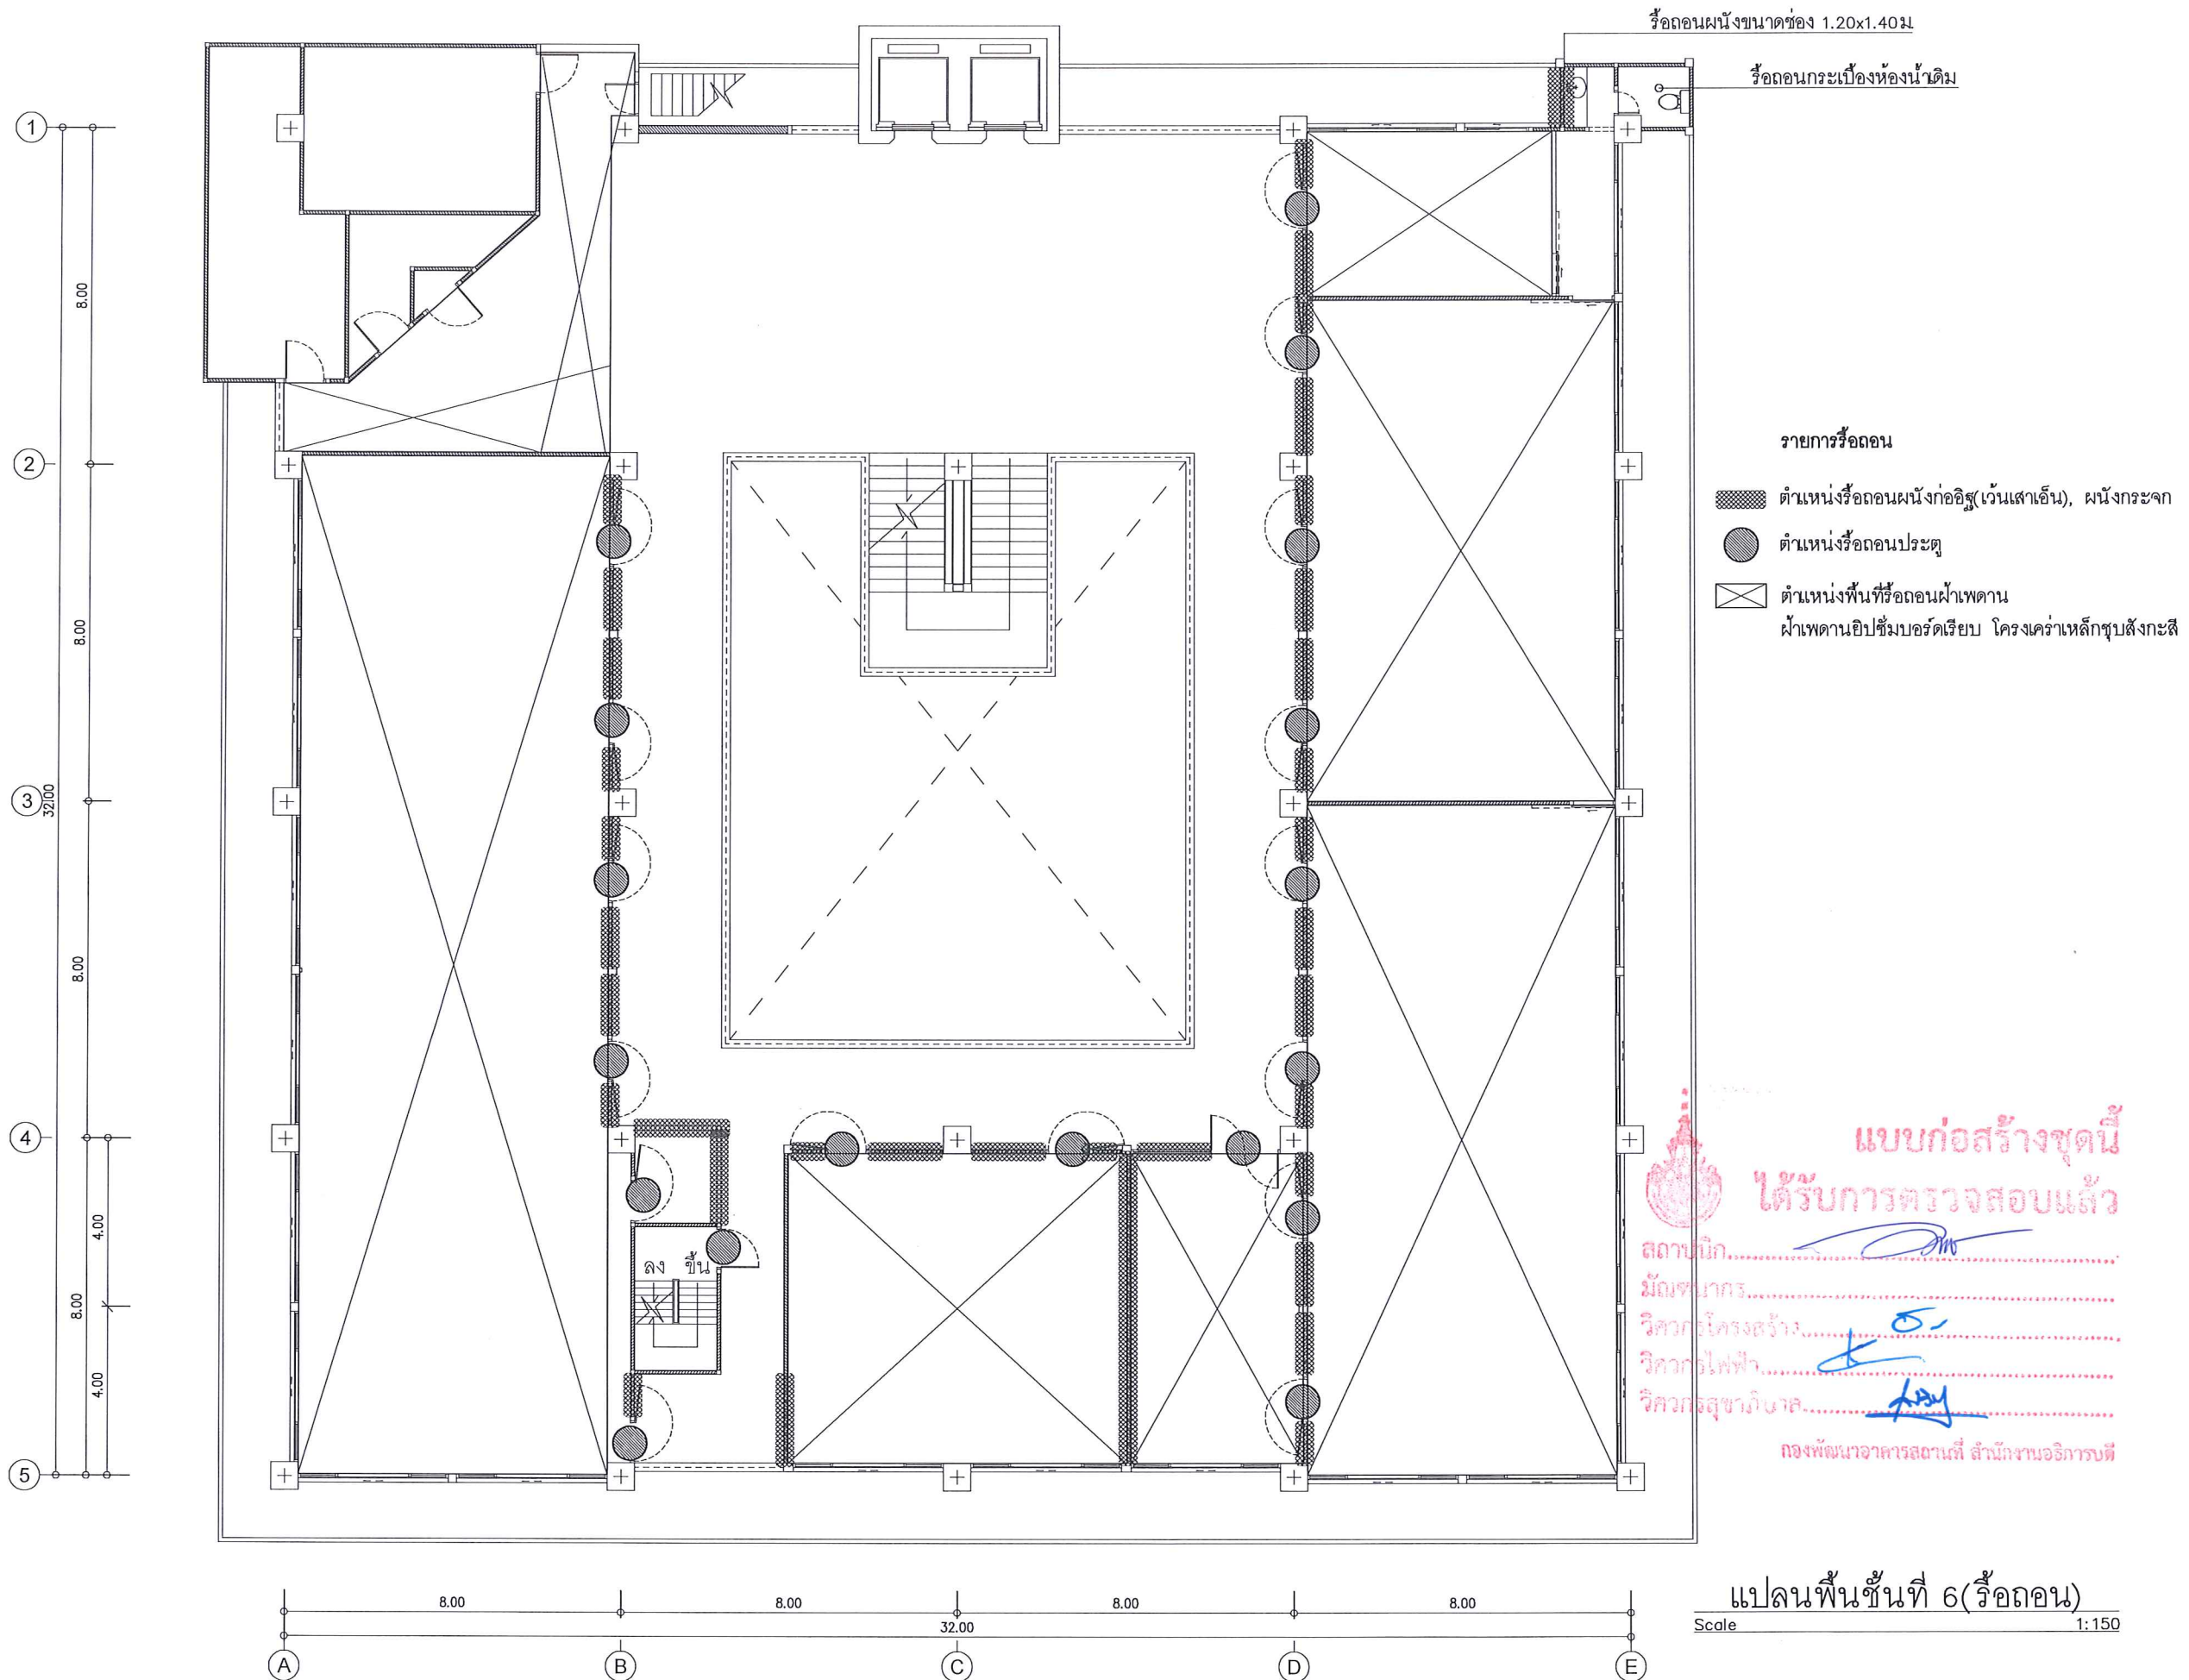 รื้อถอนผนังขนาดช่อง 1.20x1.40ม
รื้อถอนกระเบื้องห้องน้ำเดิม
1
2
3
4
5
8.00
8.00
32.00
8.00
8.00
4.00
4.00
รายการรื้อถอน
ตำแหน่งรื้อถอนผนังก่ออิฐ(เว้นเสาเอ็น), ผนังกระจก
ตำแหน่งรื้อถอนประตู
ตำแหน่งพื้นที่รื้อถอนฝ้าเพดาน
ฝ้าเพดานยิปซั่มบอร์ดเรียบ โครงเคร่าเหล็กชุบสังกะสี
ลง ขึ้น
แบบก่อสร้างชุดนี้
ได้รับการตรวจสอบแล้ว
สถาปนิก
มัณฑนากร
วิศวกรโครงสร้าง
วิศวกรไฟฟ้า
วิศวกรสุขาภิบาล
กองพัฒนาอาคารสถานที่ สำนักงานอธิการบดี
8.00 8.00 8.00 8.00
32.00
A B C D E
แปลนพื้นชั้นที่ 6(รื้อถอน)
Scale 1:150